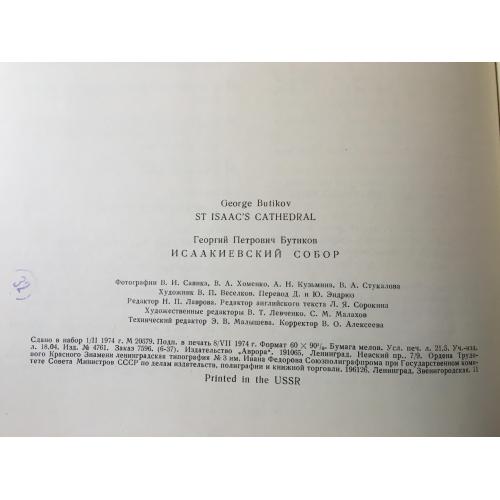 George Butikov
ST ISAAC'S CATHEDRAL
Георгий Петрович Бутиков
ИСААКИЕВСКИЙ СОБОР
Фотографии В. И. Савика, В. А. Хоменко, А. Н. Кузьмина, В. А. Стукалова
Художник В. П. Веселков. Перевод Д. и Ю. Эндрюз
Редактор Н. П. Лаврова. Редактор английского текста Л. Я. Сорокина
Художественные редакторы В. Т. Левченко, С. М. Малахов
Технический редактор Э. В. Малышева. Корректор В. О. Алексеева
Сдано в набор 1/II 1974 г. М 20679. Подп. в печать 8/VII 1974 г. Формат 60 × 90⅛. Бумага мелов. Усл. печ. л. 21,5. Уч.-изд.
л. 18,04. Изд. № 4761. Заказ 7596. (6-37). Издательство „Аврора". 191065, Ленинград, Невский пр., 7/9. Ордена Трудо-
вого Красного Знамени ленинградская типография № 3 им. Ивана Федорова Союзполиграфпрома при Государственном
комитете Совета Министров СССР по делам издательств, полиграфии и книжной торговли. 196126, Ленинград, Звенигородская, 11
Printed in the USSR